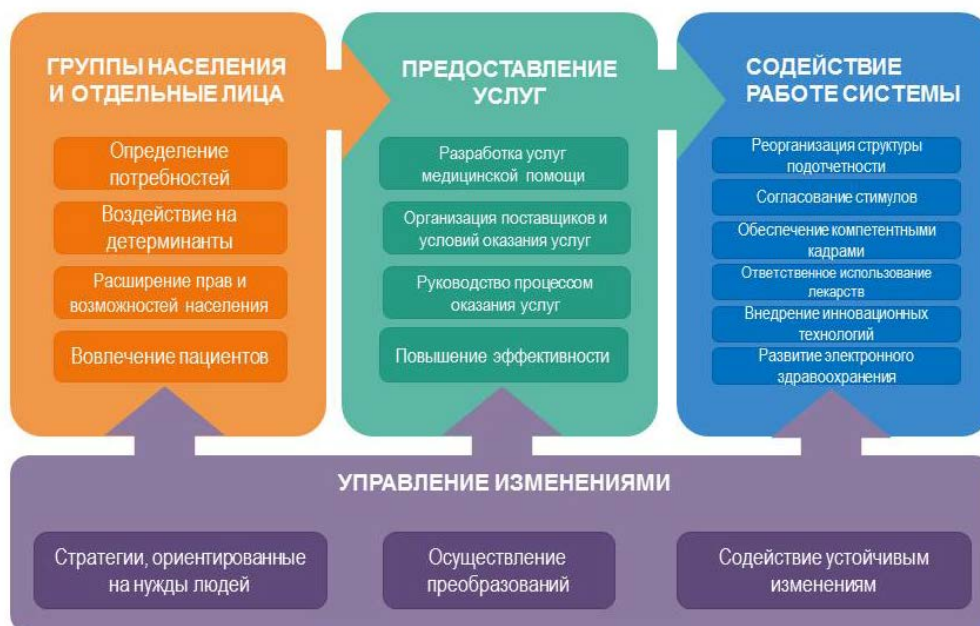 ГРУППЫ НАСЕЛЕНИЯ
И ОТДЕЛЬНЫЕ ЛИЦА
Определение
потребностей
Воздействие на
детерминанты
Расширение прав и
возможностей населения
Вовлечение пациентов
ПРЕДОСТАВЛЕНИЕ
УСЛУГ
Разработка услуг
медицинской помощи
Организация поставщиков и
условий оказания услуг
Руководство процессом
оказания услуг
Повышение эффективности
СОДЕЙСТВИЕ
РАБОТЕ СИСТЕМЫ
Реорганизация структуры
подотчетности
Согласование стимулов
Обеспечение компетентными
кадрами
Ответственное использование
лекарств
Внедрение инновационных
технологий
Развитие электронного
здравоохранения
УПРАВЛЕНИЕ ИЗМЕНЕНИЯМИ
Стратегии, ориентированные
на нужды людей
Осуществление
преобразований
Содействие устойчивым
изменениям